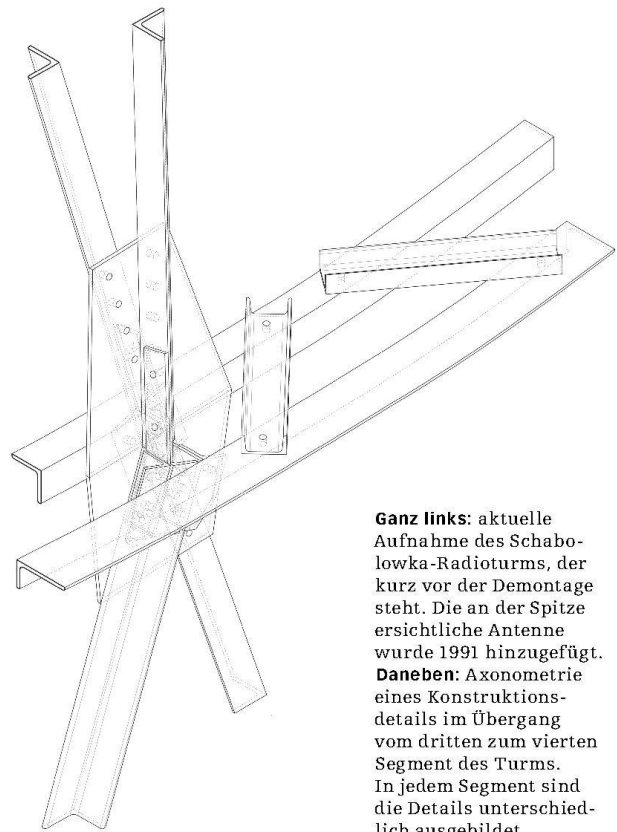 Ganz links: aktuelle
Aufnahme des Schabo-
lowka-Radioturms, der
kurz vor der Demontage
steht. Die an der Spitze
ersichtliche Antenne
wurde 1991 hinzugefügt.
Daneben: Axonometrie
eines Konstruktions-
details im Übergang
vom dritten zum vierten
Segment des Turms.
In jedem Segment sind
die Details unterschied-
lich ausgebildet